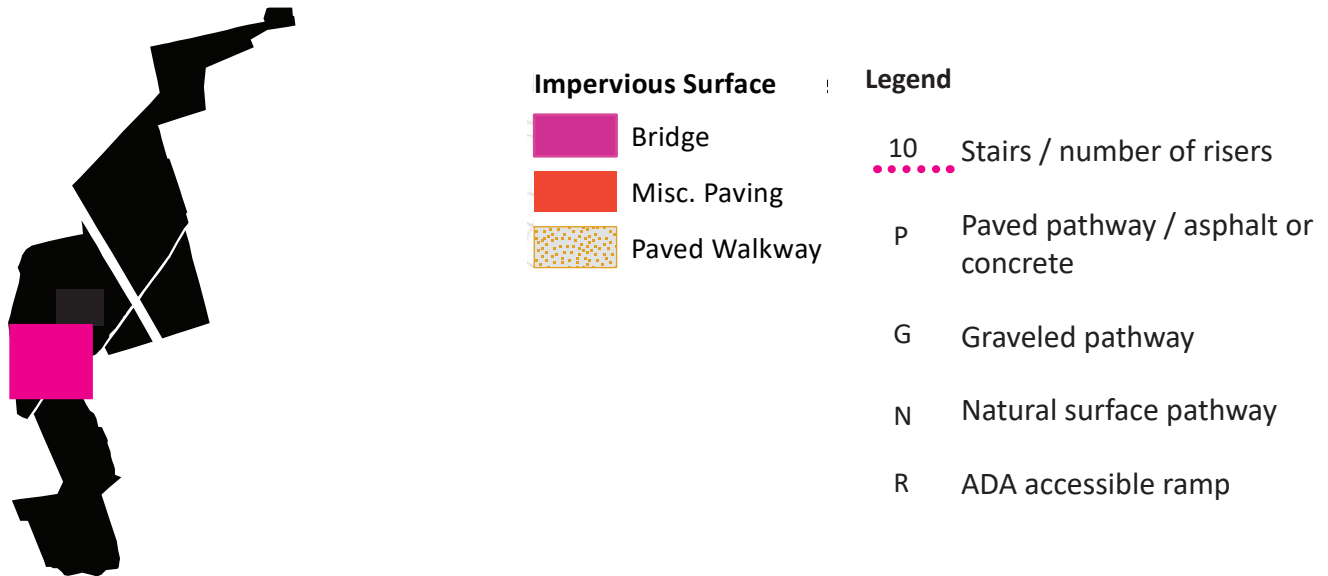 Impervious Surface
Bridge
Misc. Paving
Paved Walkway
Legend
10 Stairs / number of risers
P Paved pathway / asphalt or
concrete
G Graveled pathway
N Natural surface pathway
R ADA accessible ramp